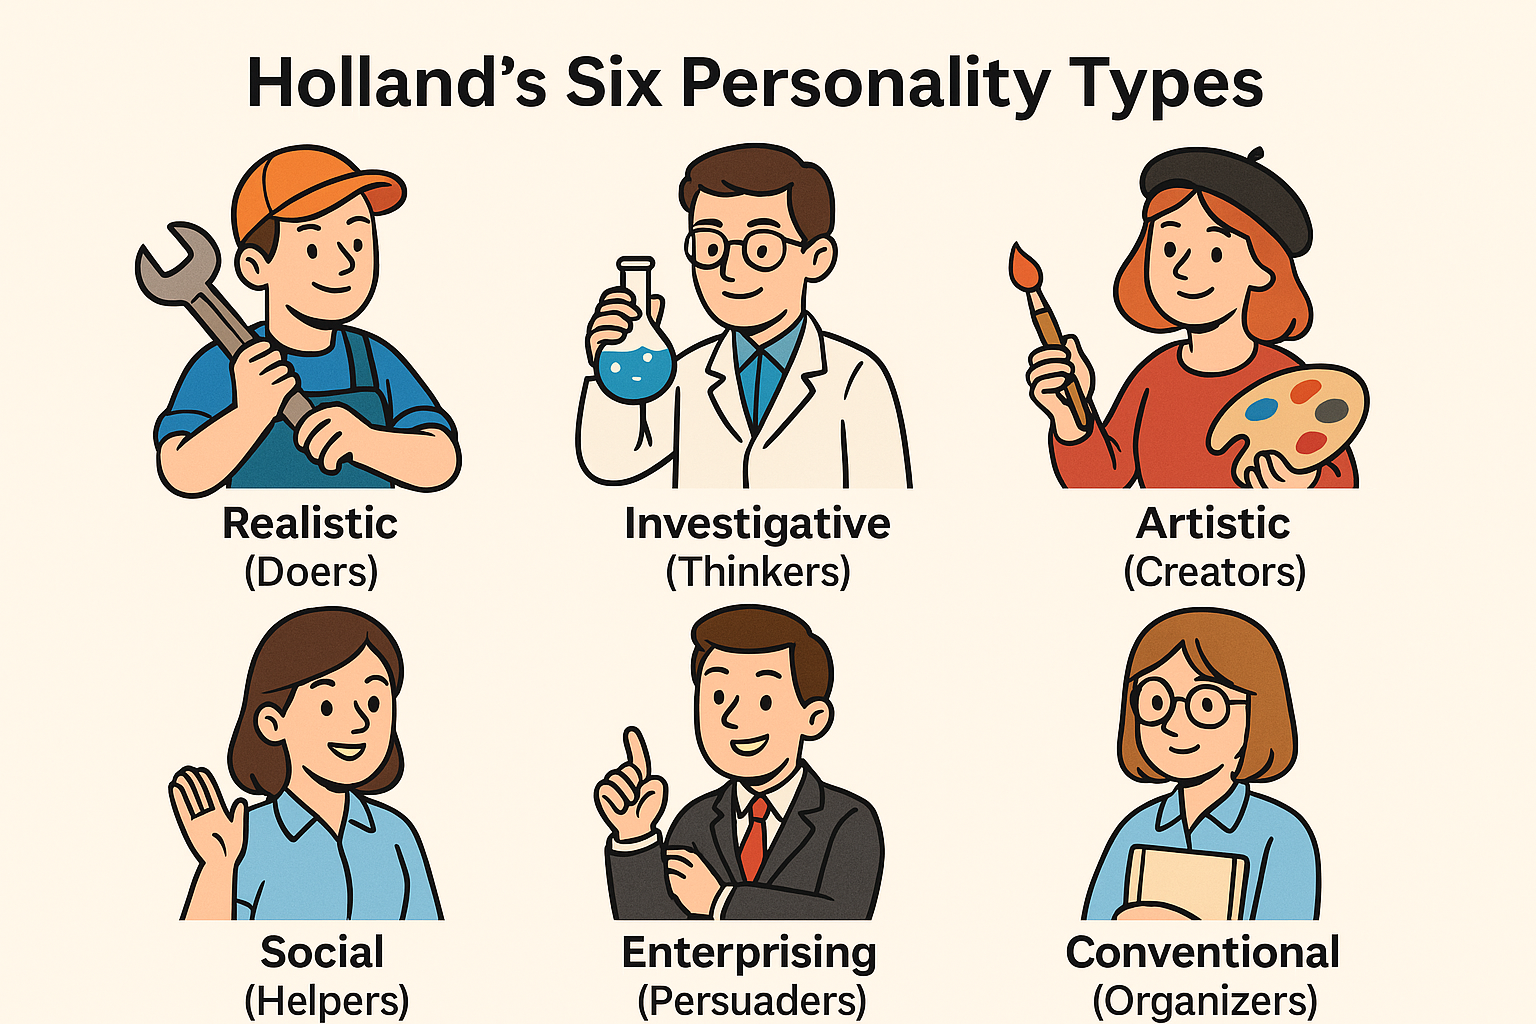 Holland’s Six Personality Types
Realistic
(Doers)
Investigative
(Thinkers)
Artistic
(Creators)
Social
(Helpers)
Enterprising
(Persuaders)
Conventional
(Organizers)